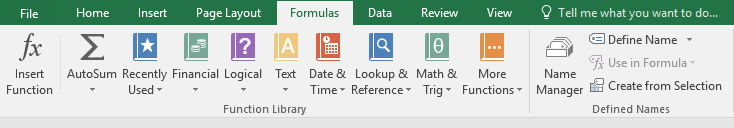 File Home Insert Page Layout Formulas Data Review View Tell me what you want to do...
fx Σ ? A θ
Insert Function
AutoSum
Recently Used
Financial
Logical
Text
Date & Time
Lookup & Reference
Math & Trig
More Functions
Function Library
Name Manager
Define Name
Use in Formula
Create from Selection
Defined Names